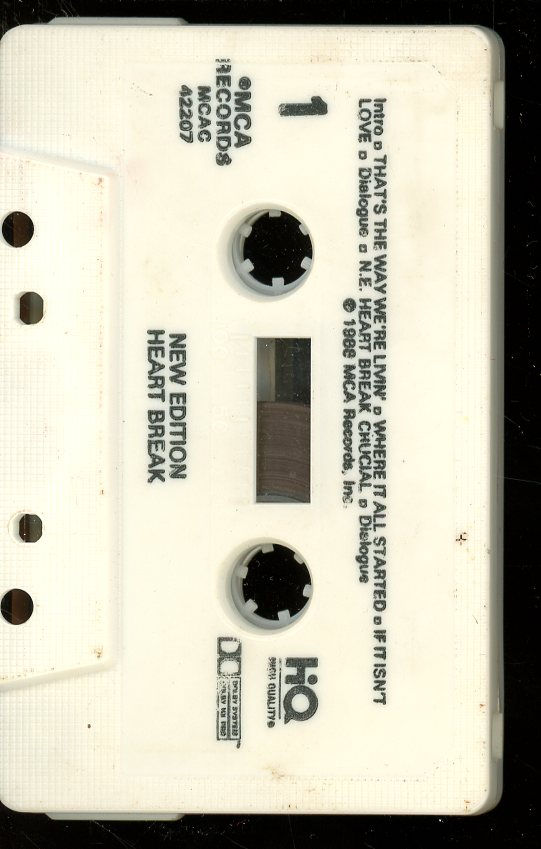 Intro ¤ THAT'S THE WAY WE'RE LIVIN' ¤ WHERE IT ALL STARTED ¤ IF IT ISN'T
LOVE ¤ Dialogue ¤ N.E. HEART BREAK CRUCIAL ¤ Dialogue
℗ 1988 MCA Records, Inc.
1
®MCA
RECORDS
MCAC
42207
HQ
HIGH QUALITY
DOLBY SYSTEM
NEW EDITION
HEART BREAK